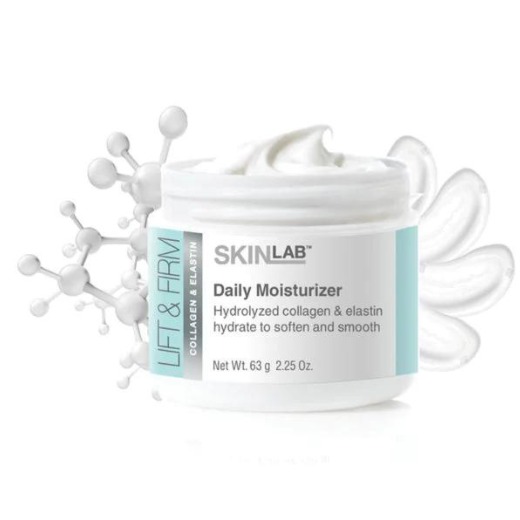 LIFT & FIRM
COLLAGEN & ELASTIN
SKINLAB™
Daily Moisturizer
Hydrolyzed collagen & elastin
hydrate to soften and smooth
Net Wt. 63 g 2.25 Oz.